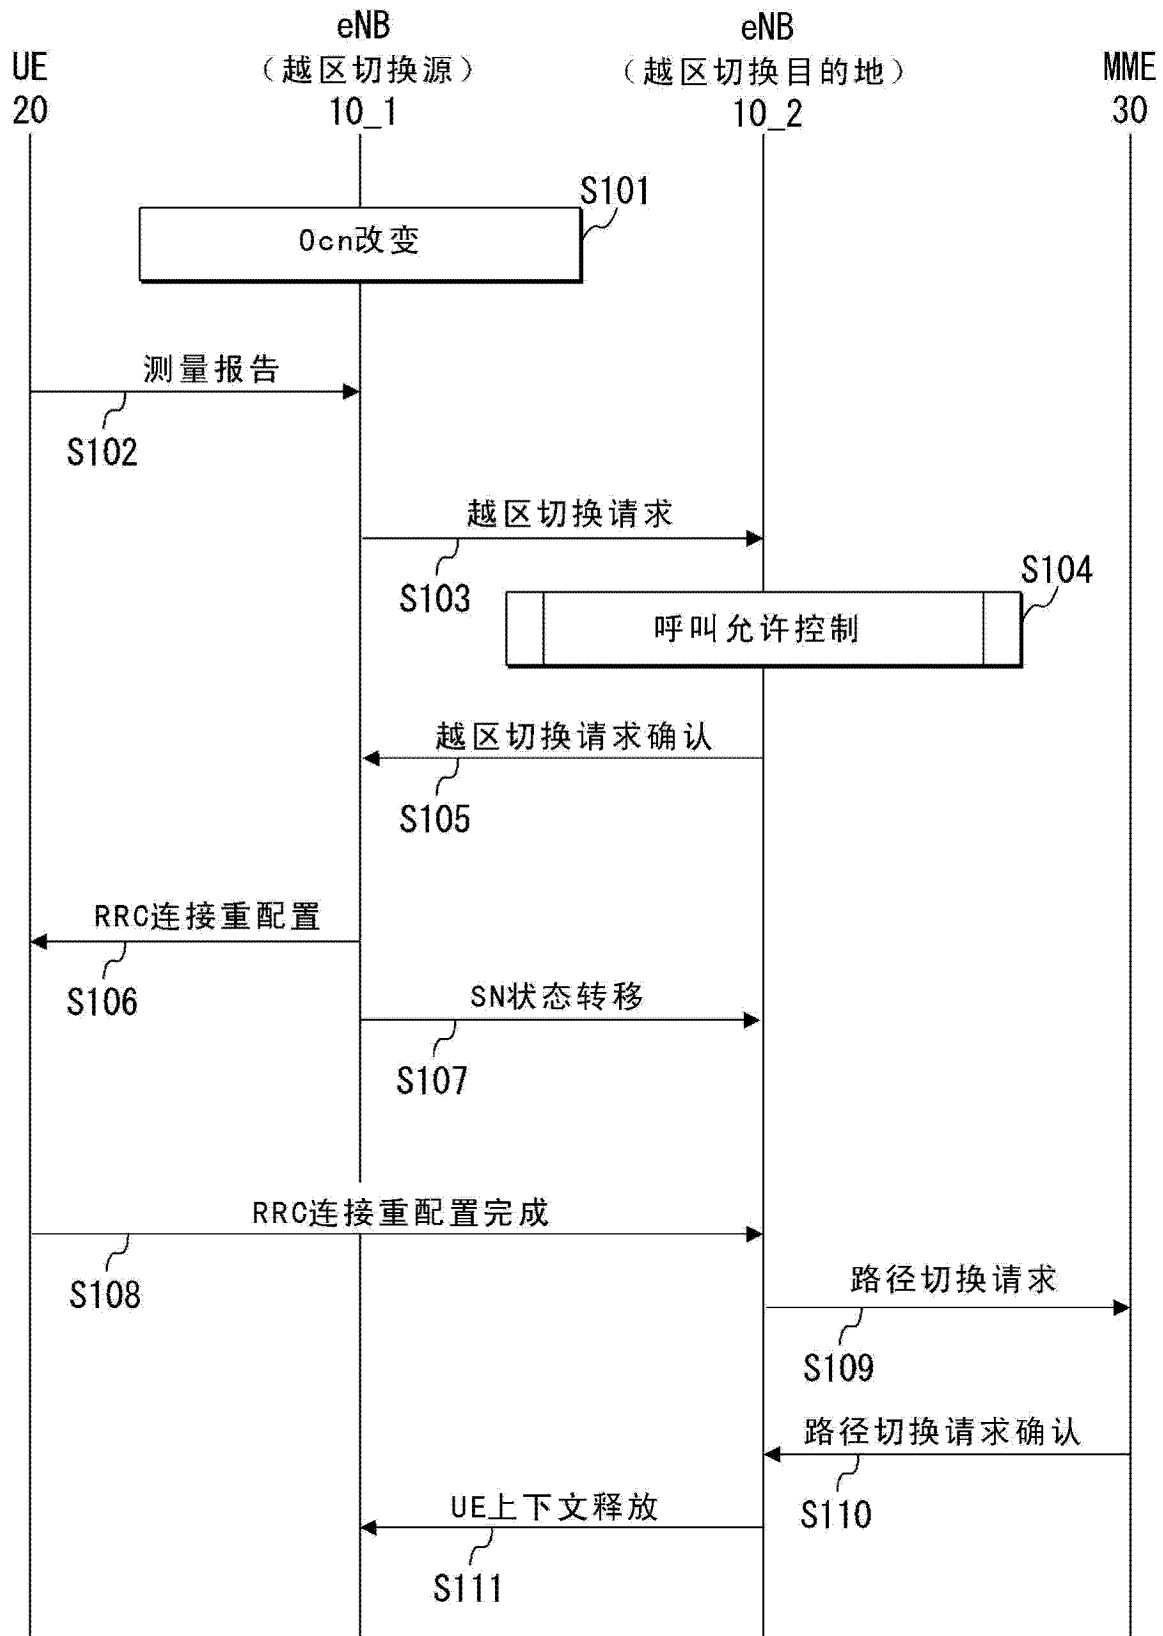 UE
20
eNB
(越区切换源)
10_1
eNB
(越区切换目的地)
10_2
MME
30
S101
Ocn改变
测量报告
S102
越区切换请求
S103
S104
呼叫允许控制
越区切换请求确认
S105
RRC连接重配置
S106
SN状态转移
S107
RRC连接重配置完成
S108
路径切换请求
S109
路径切换请求确认
S110
UE上下文释放
S111